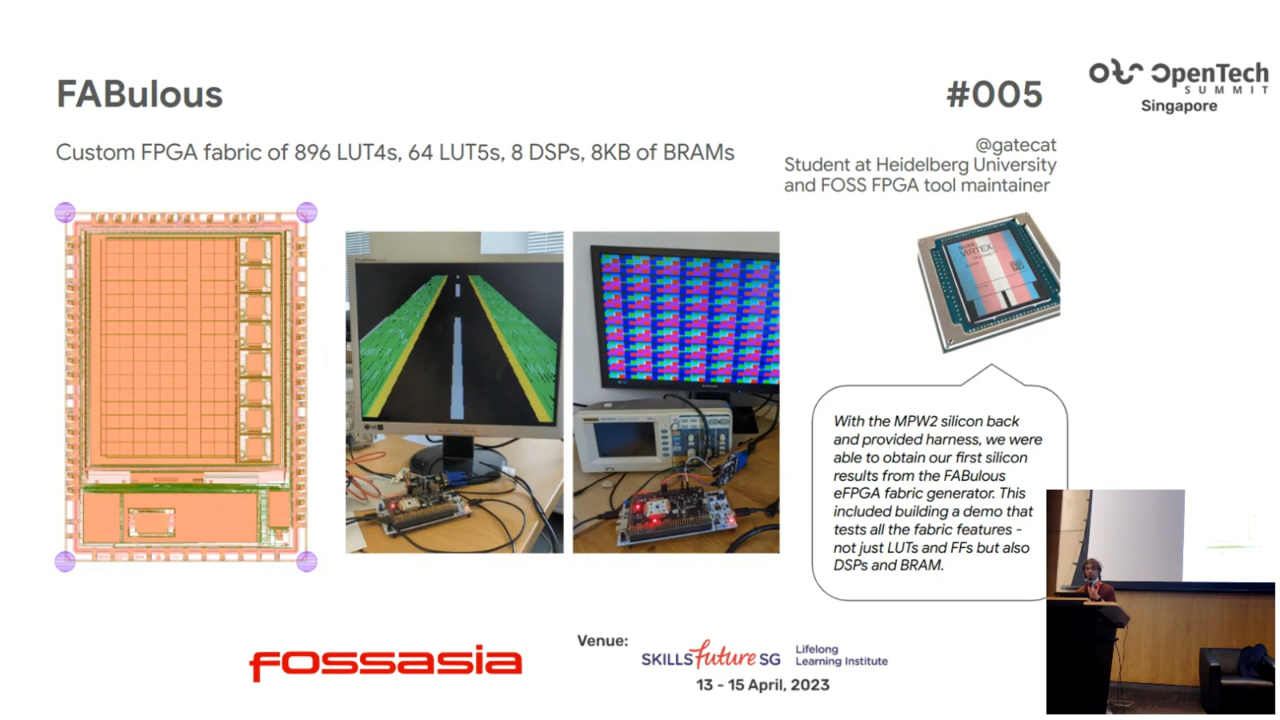 FABulous
#005
OpenTech
SUMMIT
Singapore
Custom FPGA fabric of 896 LUT4s, 64 LUT5s, 8 DSPs, 8KB of BRAMs
@gatecat
Student at Heidelberg University
and FOSS FPGA tool maintainer
VIRTEX
With the MPW2 silicon back
and provided harness, we were
able to obtain our first silicon
results from the FABulous
eFPGA fabric generator. This
included building a demo that
tests all the fabric features -
not just LUTs and FFs but also
DSPs and BRAM.
fossasia
Venue:
SKILLS future SG
Lifelong
Learning Institute
13 - 15 April, 2023